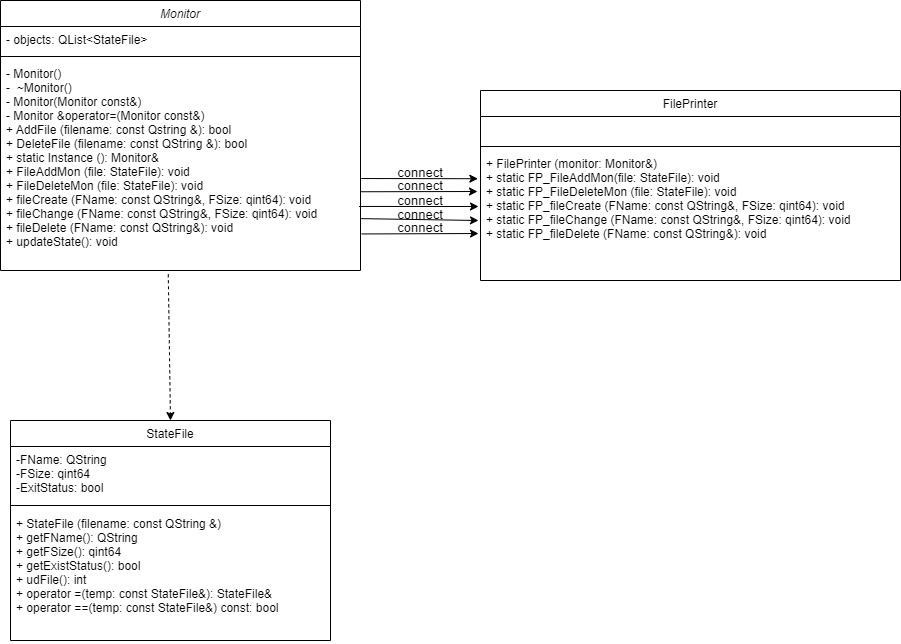 Monitor
- objects: QList<StateFile>
- Monitor()
- ~Monitor()
- Monitor(Monitor const&)
- Monitor &operator=(Monitor const&)
+ AddFile (filename: const Qstring &): bool
+ DeleteFile (filename: const QString &): bool
+ static Instance (): Monitor&
+ FileAddMon (file: StateFile): void
+ FileDeleteMon (file: StateFile): void
+ fileCreate (FName: const QString&, FSize: qint64): void
+ fileChange (FName: const QString&, FSize: qint64): void
+ fileDelete (FName: const QString&): void
+ updateState(): void
connect
connect
connect
connect
connect
FilePrinter
+ FilePrinter (monitor: Monitor&)
+ static FP_FileAddMon(file: StateFile): void
+ static FP_FileDeleteMon (file: StateFile): void
+ static FP_fileCreate (FName: const QString&, FSize: qint64): void
+ static FP_fileChange (FName: const QString&, FSize: qint64): void
+ static FP_fileDelete (FName: const QString&): void
StateFile
-FName: QString
-FSize: qint64
-ExitStatus: bool
+ StateFile (filename: const QString &)
+ getFName(): QString
+ getFSize(): qint64
+ getExistStatus(): bool
+ udFile(): int
+ operator =(temp: const StateFile&): StateFile&
+ operator ==(temp: const StateFile&) const: bool